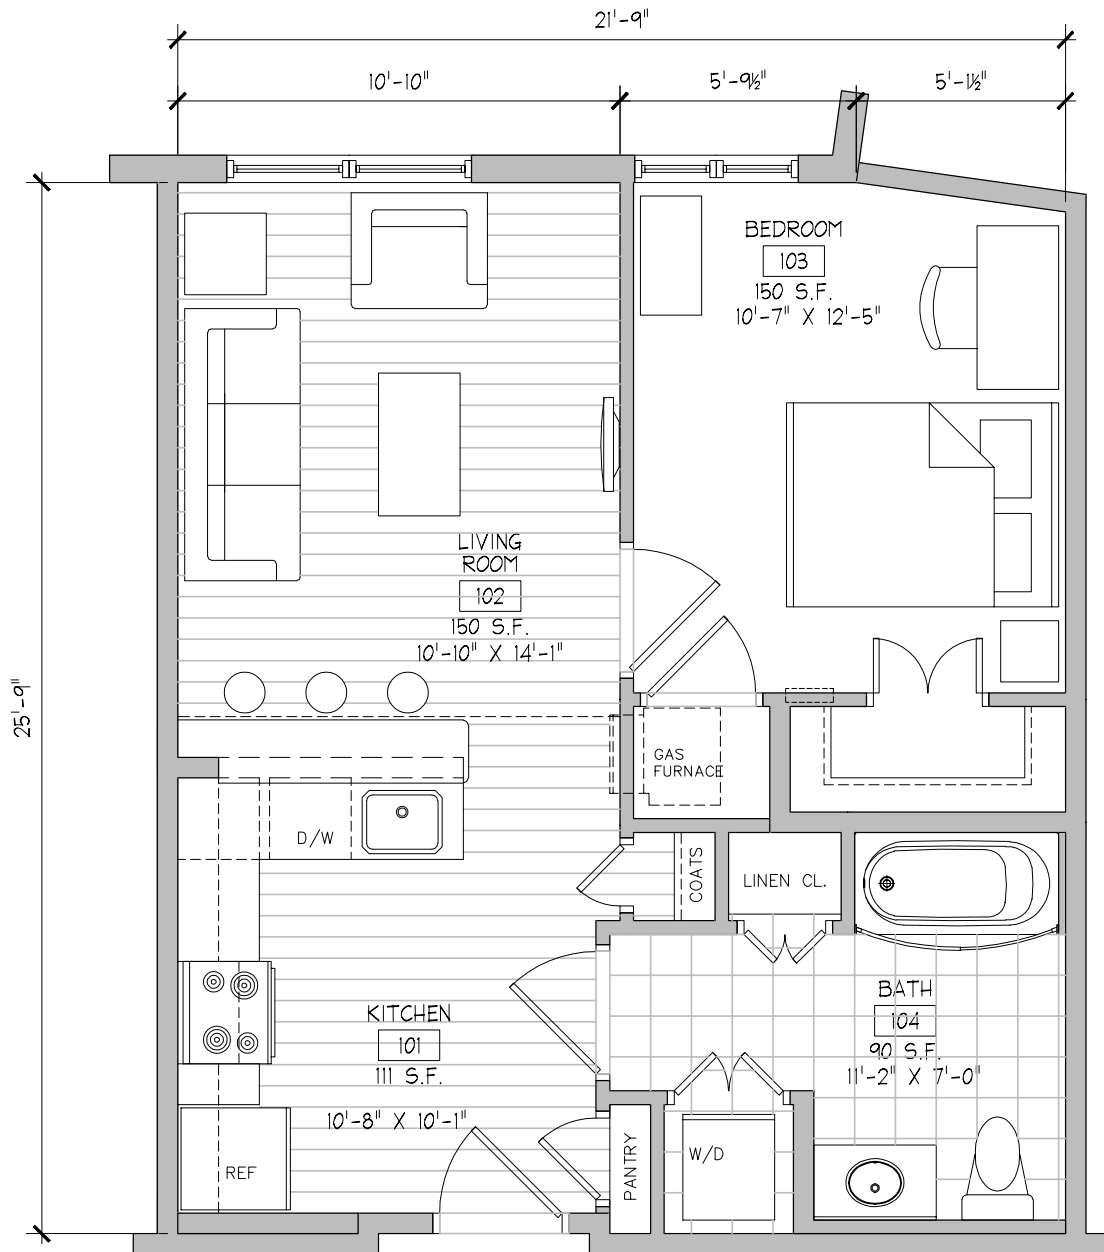 21'-9"
10'-10"
5'-9½"
5'-1½"
BEDROOM
103
150 S.F.
10'-7" X 12'-5"
LIVING
ROOM
102
150 S.F.
10'-10" X 14'-1"
25'-9"
GAS
FURNACE
D/W
COATS
LINEN CL.
BATH
104
90 S.F.
11'-2" X 7'-0"
KITCHEN
101
111 S.F.
10'-8" X 10'-1"
REF
PANTRY
W/D